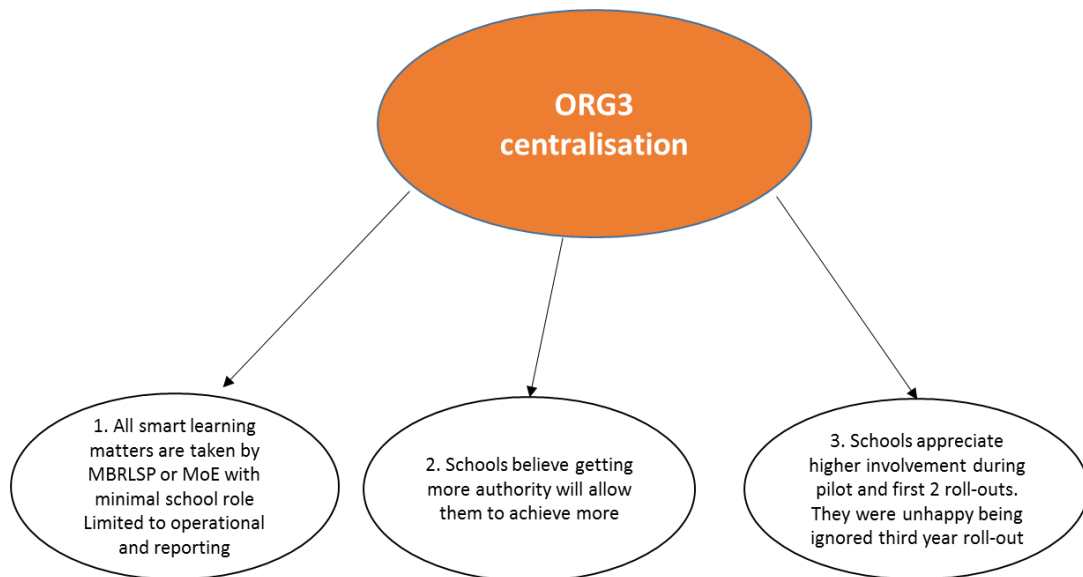 ORG3
centralisation
1. All smart learning
matters are taken by
MBRLSP or MoE with
minimal school role
Limited to operational
and reporting
2. Schools believe getting
more authority will allow
them to achieve more
3. Schools appreciate
higher involvement during
pilot and first 2 roll-outs.
They were unhappy being
ignored third year roll-out